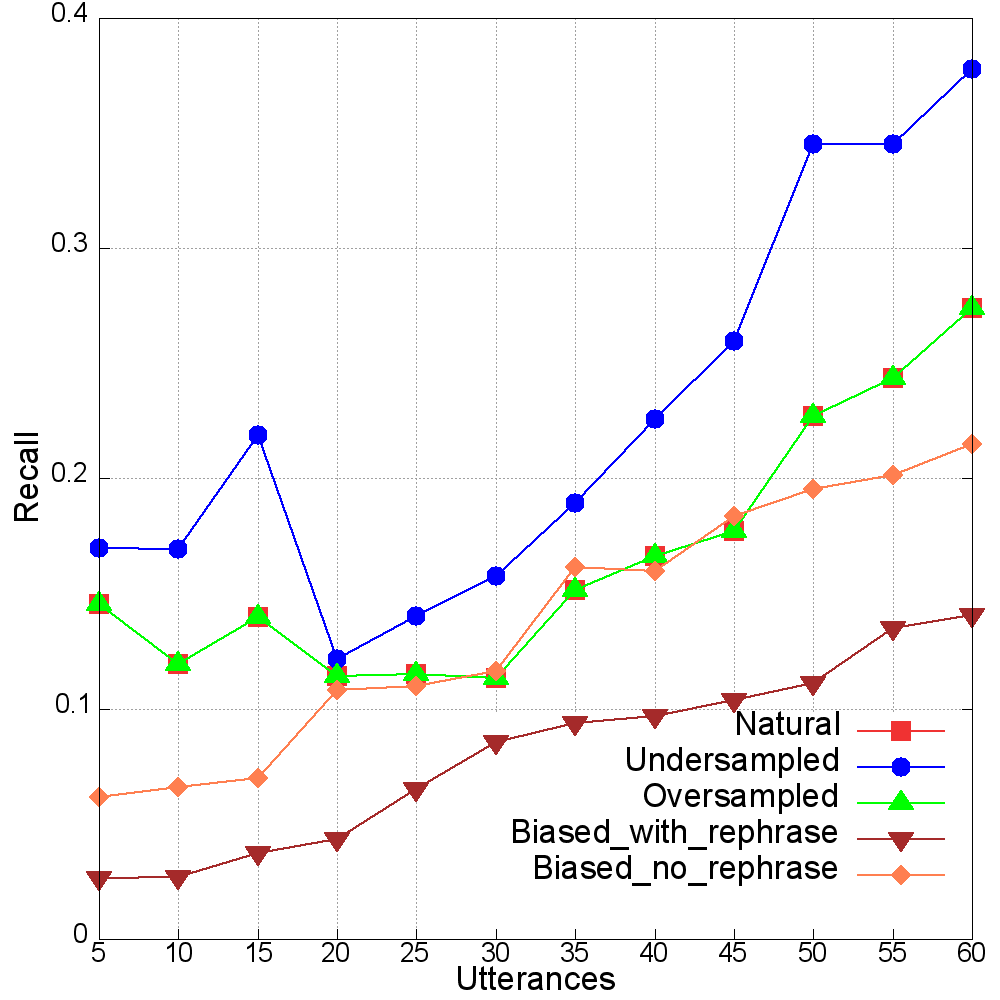 0.4
0.3
0.2
0.1
0
Recall
Natural
Undersampled
Oversampled
Biased_with_rephrase
Biased_no_rephrase
5 10 15 20 25 30 35 40 45 50 55 60
Utterances